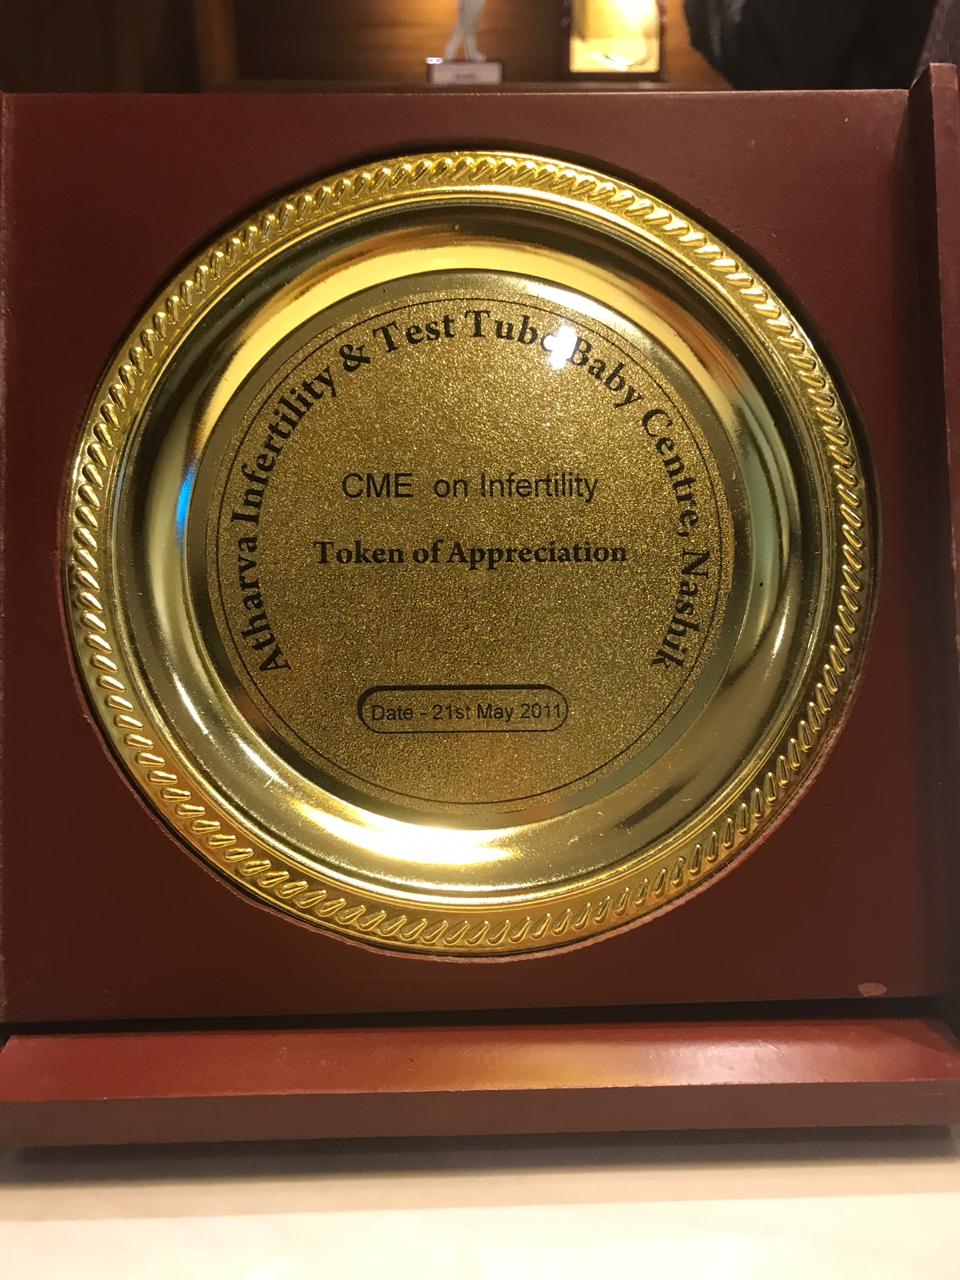 Atharva Infertility & Test Tube Baby Centre, Nashik
CME on Infertility
Token of Appreciation
Date - 21st May 2011